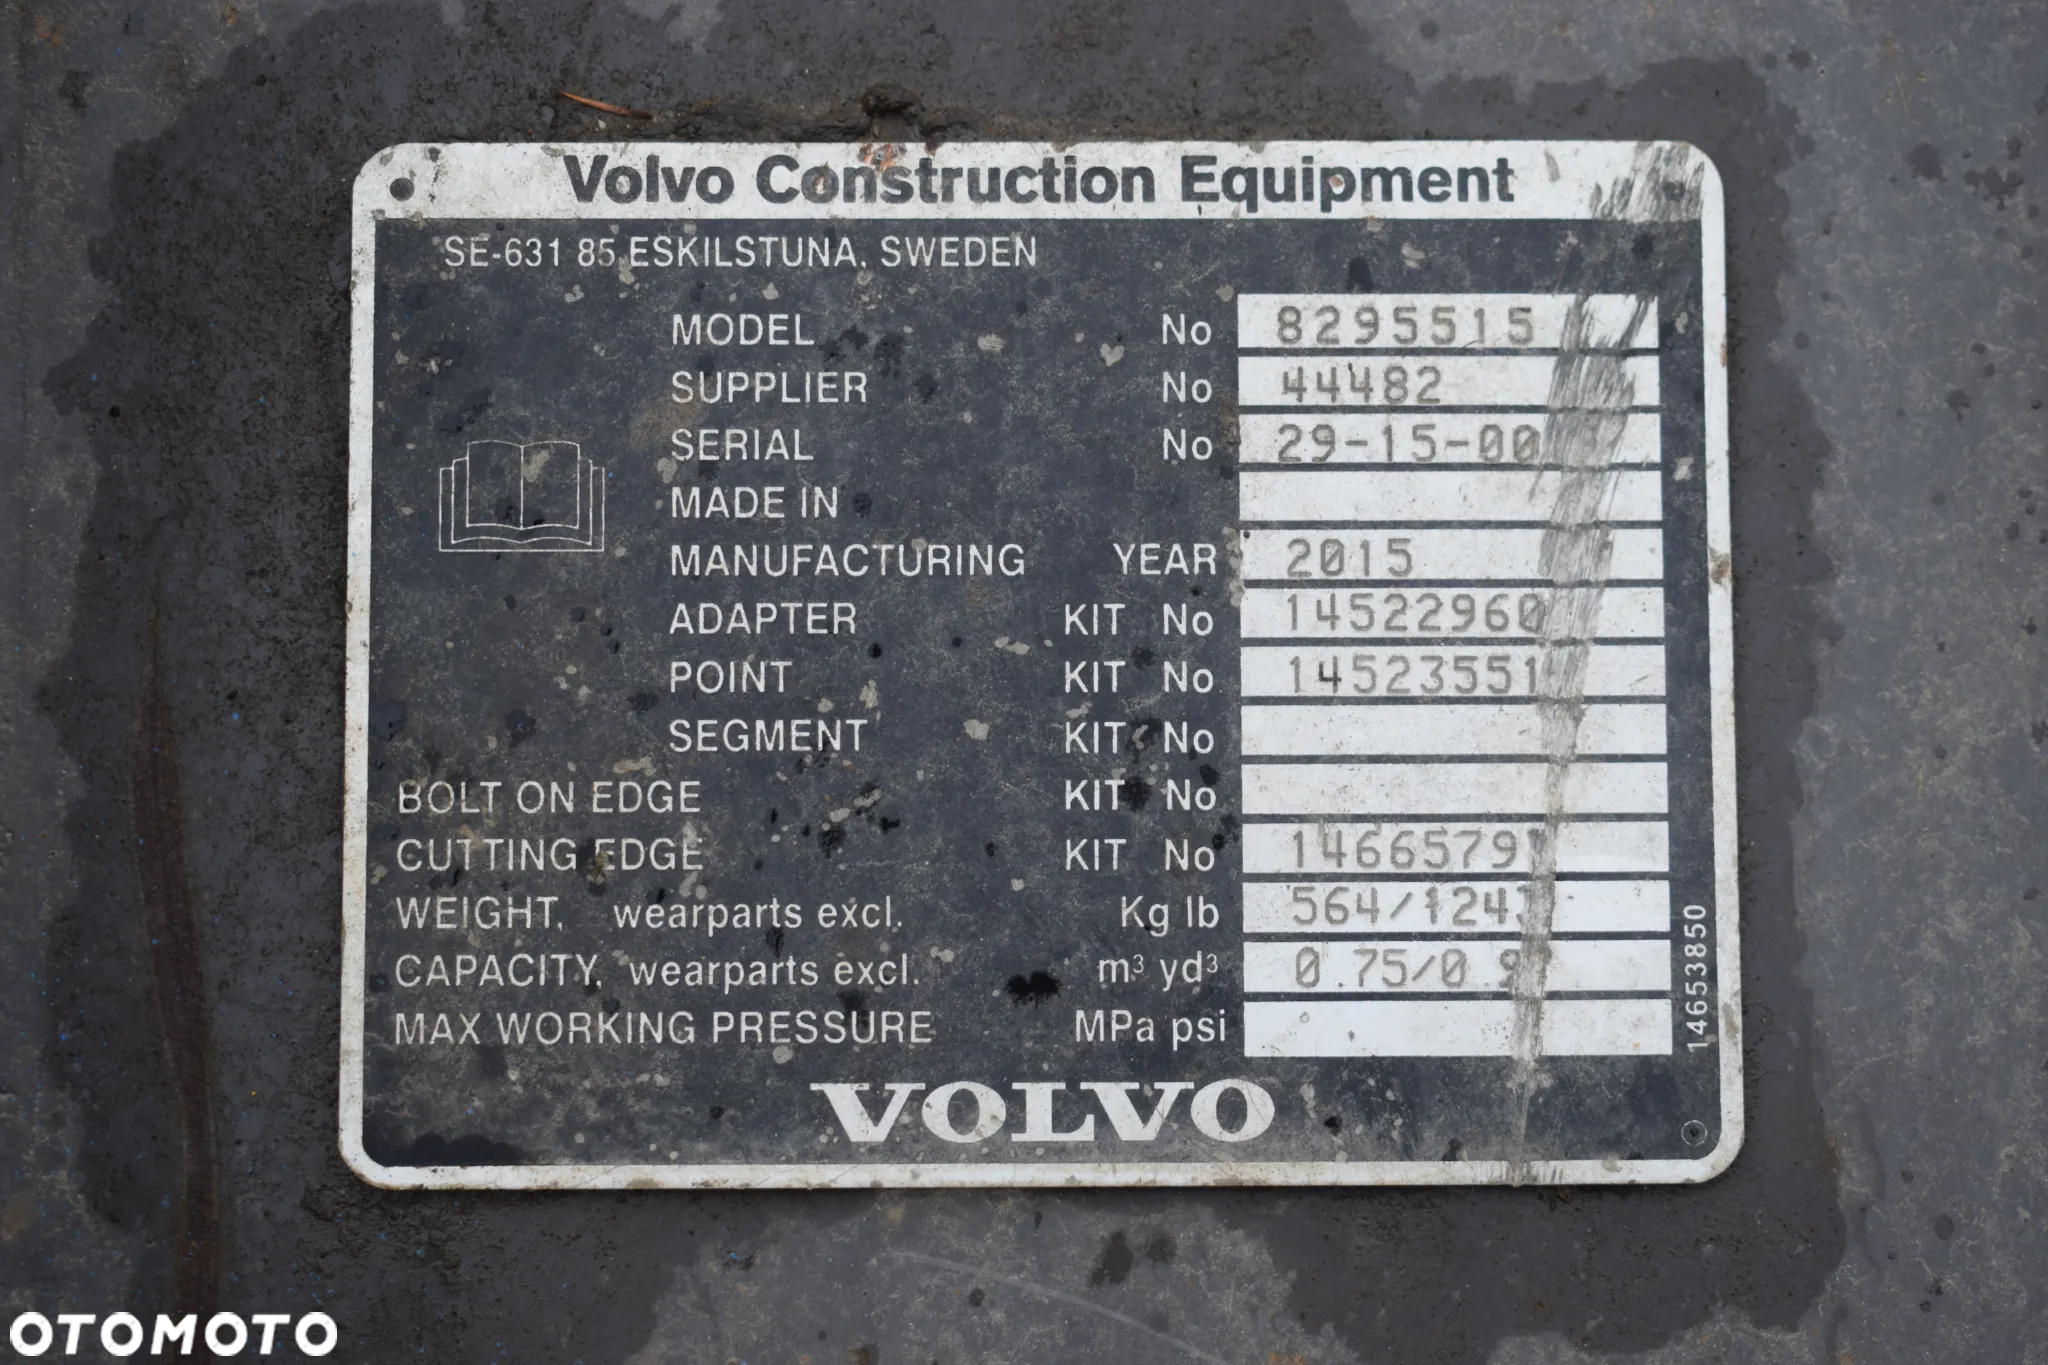 Volvo Construction Equipment
SE-631 85 ESKILSTUNA, SWEDEN
MODEL No 8295515
SUPPLIER No 44482
SERIAL No 29-15-00
MADE IN
MANUFACTURING YEAR 2015
ADAPTER KIT No 14522960
POINT KIT No 14523551
SEGMENT KIT No
BOLT ON EDGE KIT No
CUTTING EDGE KIT No
WEIGHT, wearparts excl. Kg lb
CAPACITY, wearparts excl. m³ yd³
MAX WORKING PRESSURE MPa psi
VOLVO
14653850
OTOMOTO